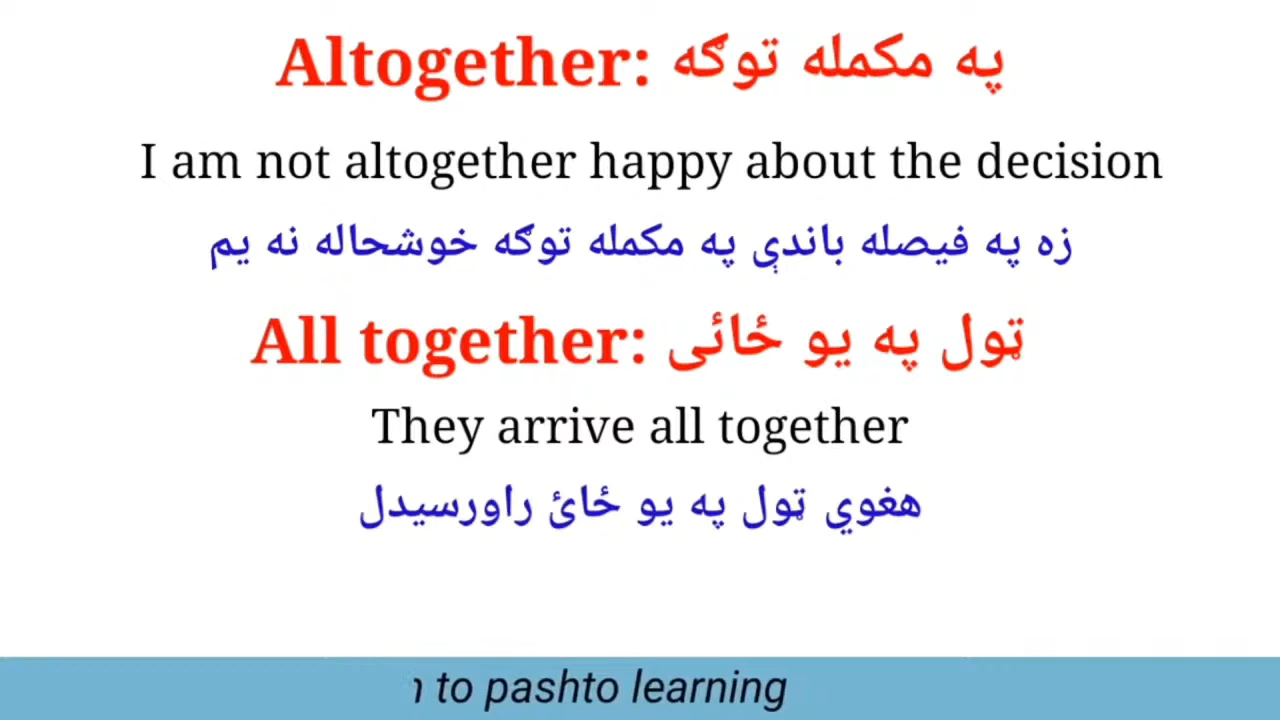 Altogether: په مکمله توګه
I am not altogether happy about the decision
زه په فیصله باندې په مکمله توګه خوشحاله نه یم
All together: ټول په یو ځائی
They arrive all together
هغوي ټول په یو ځائ راورسیدل
to pashto learning